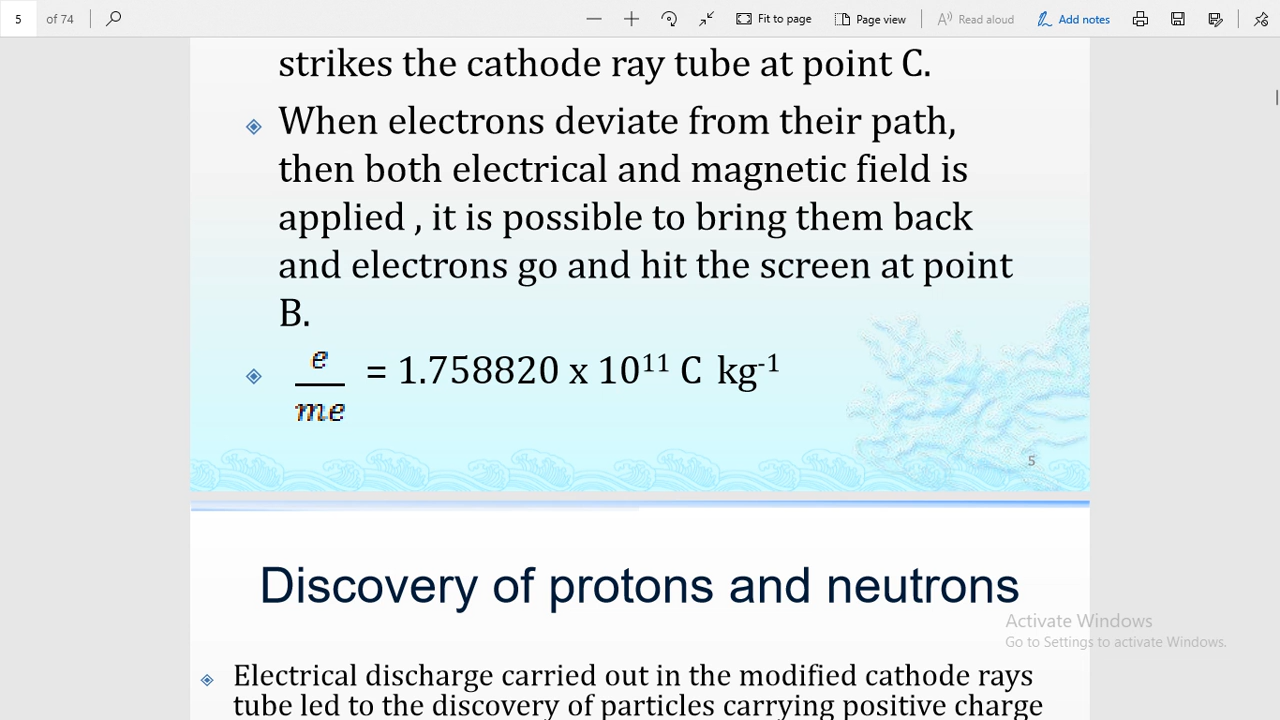 5 of 74 Fit to page Page view Read aloud Add notes
strikes the cathode ray tube at point C.
When electrons deviate from their path,
then both electrical and magnetic field is
applied , it is possible to bring them back
and electrons go and hit the screen at point
B.
e
me
= 1.758820 x 10¹¹ C kg⁻¹
5
Discovery of protons and neutrons
Activate Windows
Go to Settings to activate Windows.
Electrical discharge carried out in the modified cathode rays
tube led to the discovery of particles carrying positive charge